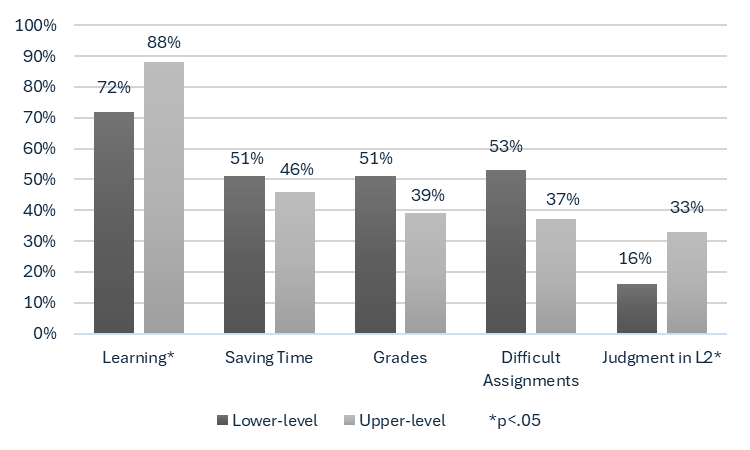 100%
90%
80%
70%
60%
50%
40%
30%
20%
10%
0%
72%
88%
51%
46%
51%
39%
53%
37%
16%
33%
Learning*
Saving Time
Grades
Difficult
Assignments
Judgment in L2*
Lower-level
Upper-level
*p<.05